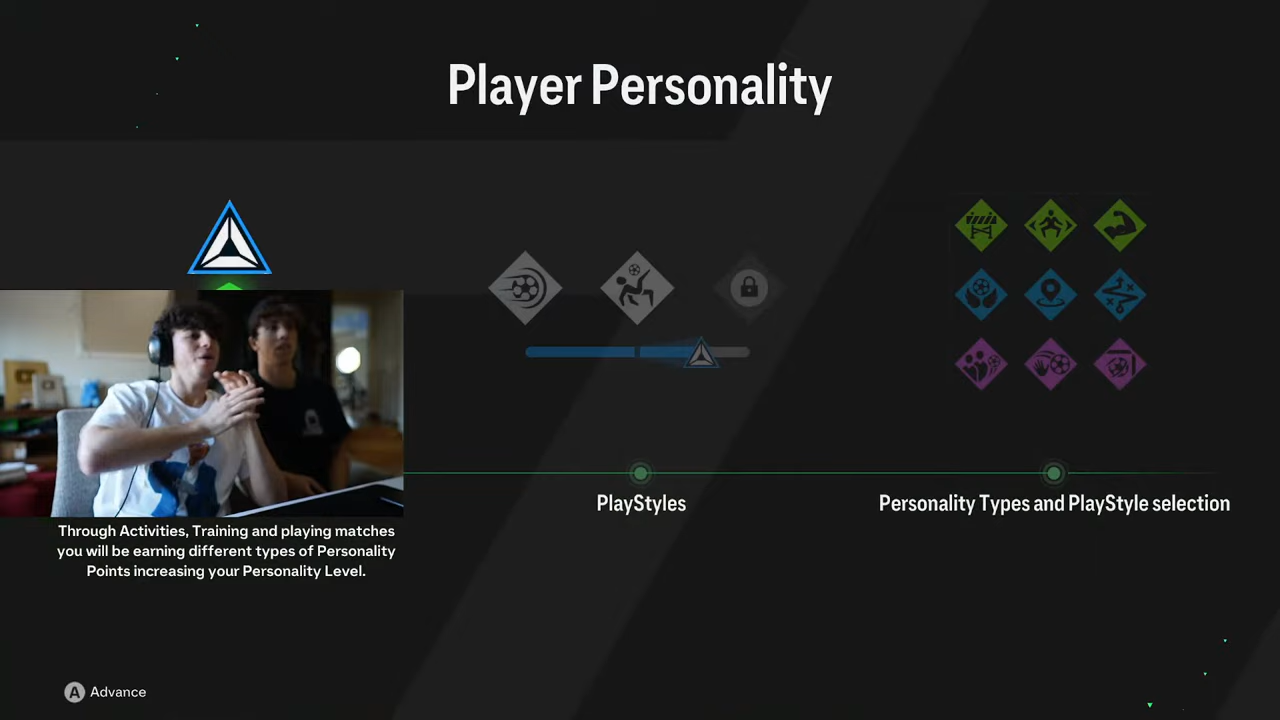 Player Personality
PlayStyles
Personality Types and PlayStyle selection
Through Activities, Training and playing matches
you will be earning different types of Personality
Points increasing your Personality Level.
A Advance